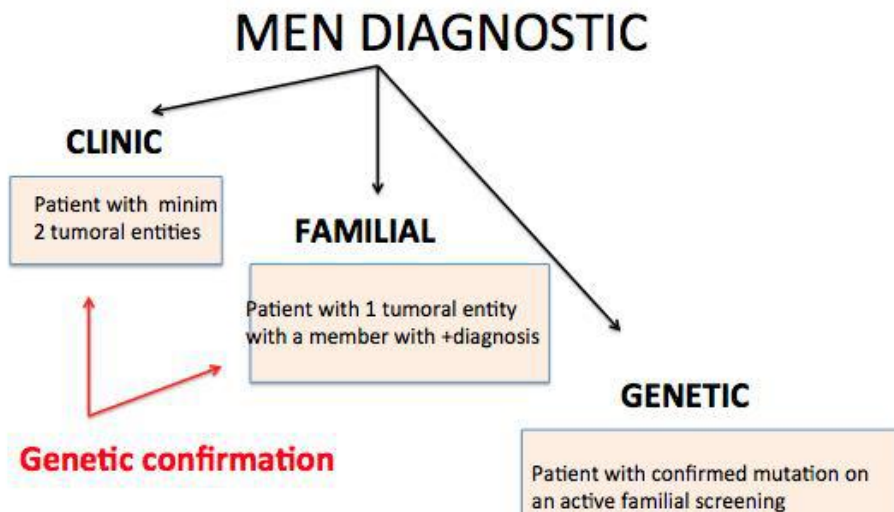 MEN DIAGNOSTIC
CLINIC
Patient with minim
2 tumoral entities
FAMILIAL
Patient with 1 tumoral entity
with a member with +diagnosis
Genetic confirmation
GENETIC
Patient with confirmed mutation on
an active familial screening